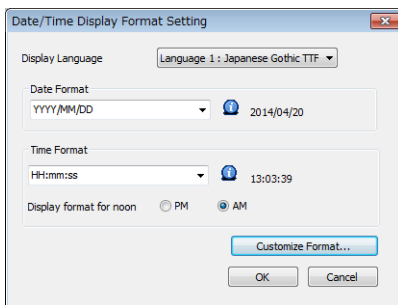 Date/Time Display Format Setting
Display Language Language 1 : Japanese Gothic TTF
Date Format
YYYY/MM/DD 2014/04/20
Time Format
HH:mm:ss 13:03:39
Display format for noon PM AM
Customize Format...
OK Cancel